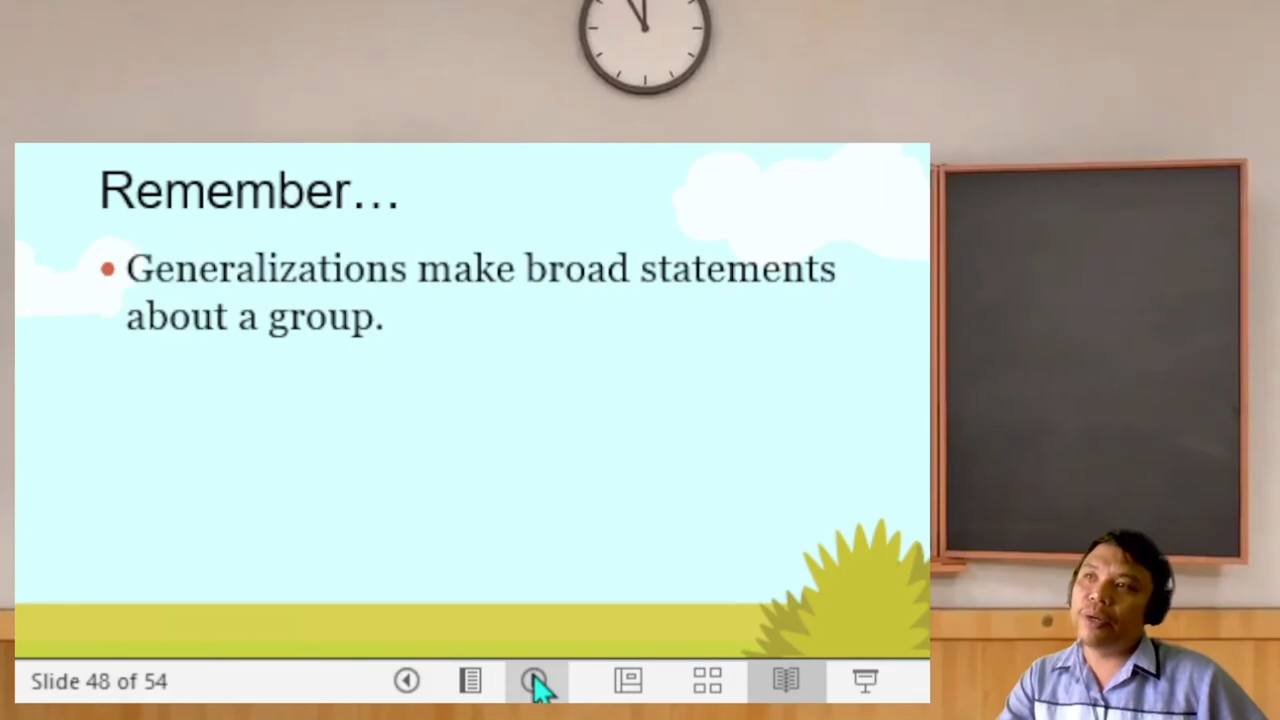 Remember…
• Generalizations make broad statements
about a group.
Slide 48 of 54